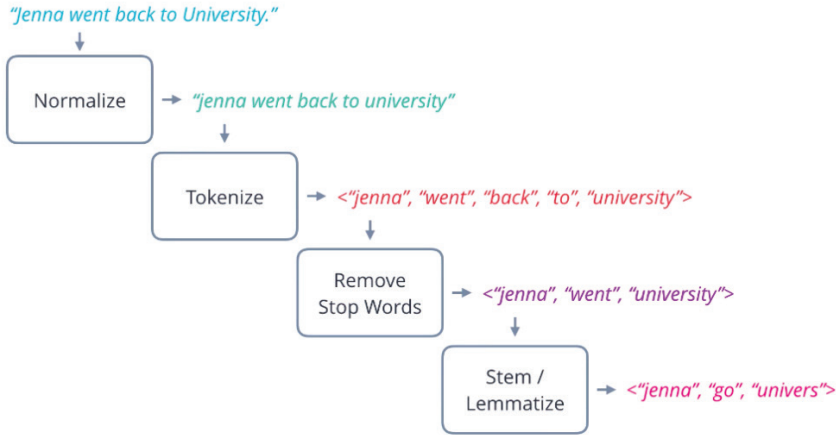 “Jenna went back to University.”
Normalize
“jenna went back to university”
Tokenize
<“jenna”, “went”, “back”, “to”, “university”>
Remove
Stop Words
<“jenna”, “went”, “university”>
Stem /
Lemmatize
<“jenna”, “go”, “univers”>